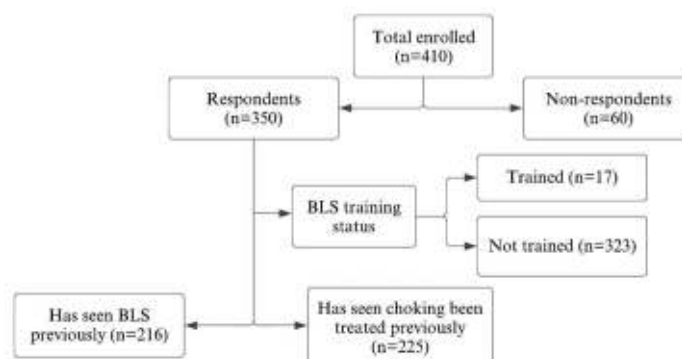 Total enrolled
(n=410)
Respondents
(n=350)
Non-respondents
(n=60)
BLS training
status
Trained (n=17)
Not trained (n=323)
Has seen BLS
previously (n=216)
Has seen choking been
treated previously
(n=225)